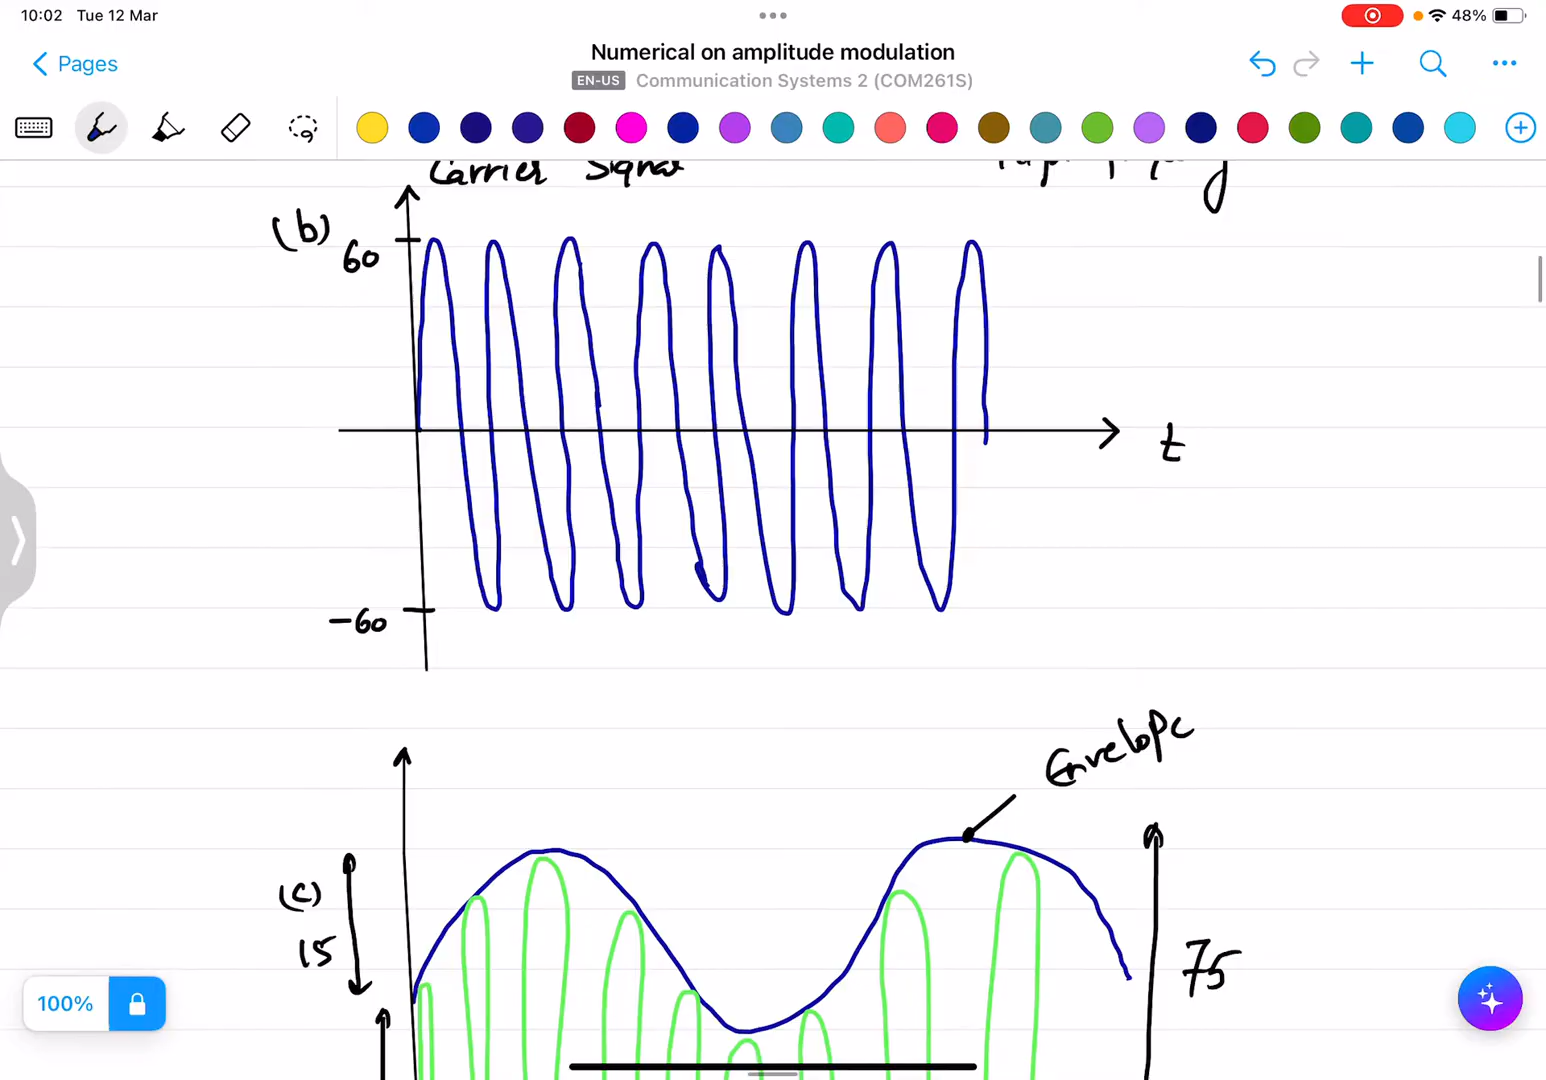 10:02 Tue 12 Mar
48%
Pages
Numerical on amplitude modulation
EN-US Communication Systems 2 (COM261S)
Carrier Signal
(b)
60
t
-60
Envelope
(c)
15
75
100%